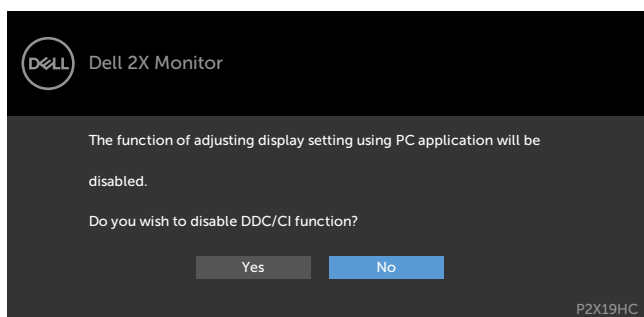 DELL
Dell 2X Monitor
The function of adjusting display setting using PC application will be
disabled.
Do you wish to disable DDC/CI function?
Yes No
P2X19HC